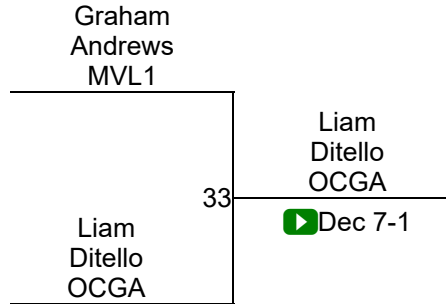 Graham
Andrews
MVL1
Liam
Ditello
OCGA
33
Dec 7-1
Liam
Ditello
OCGA